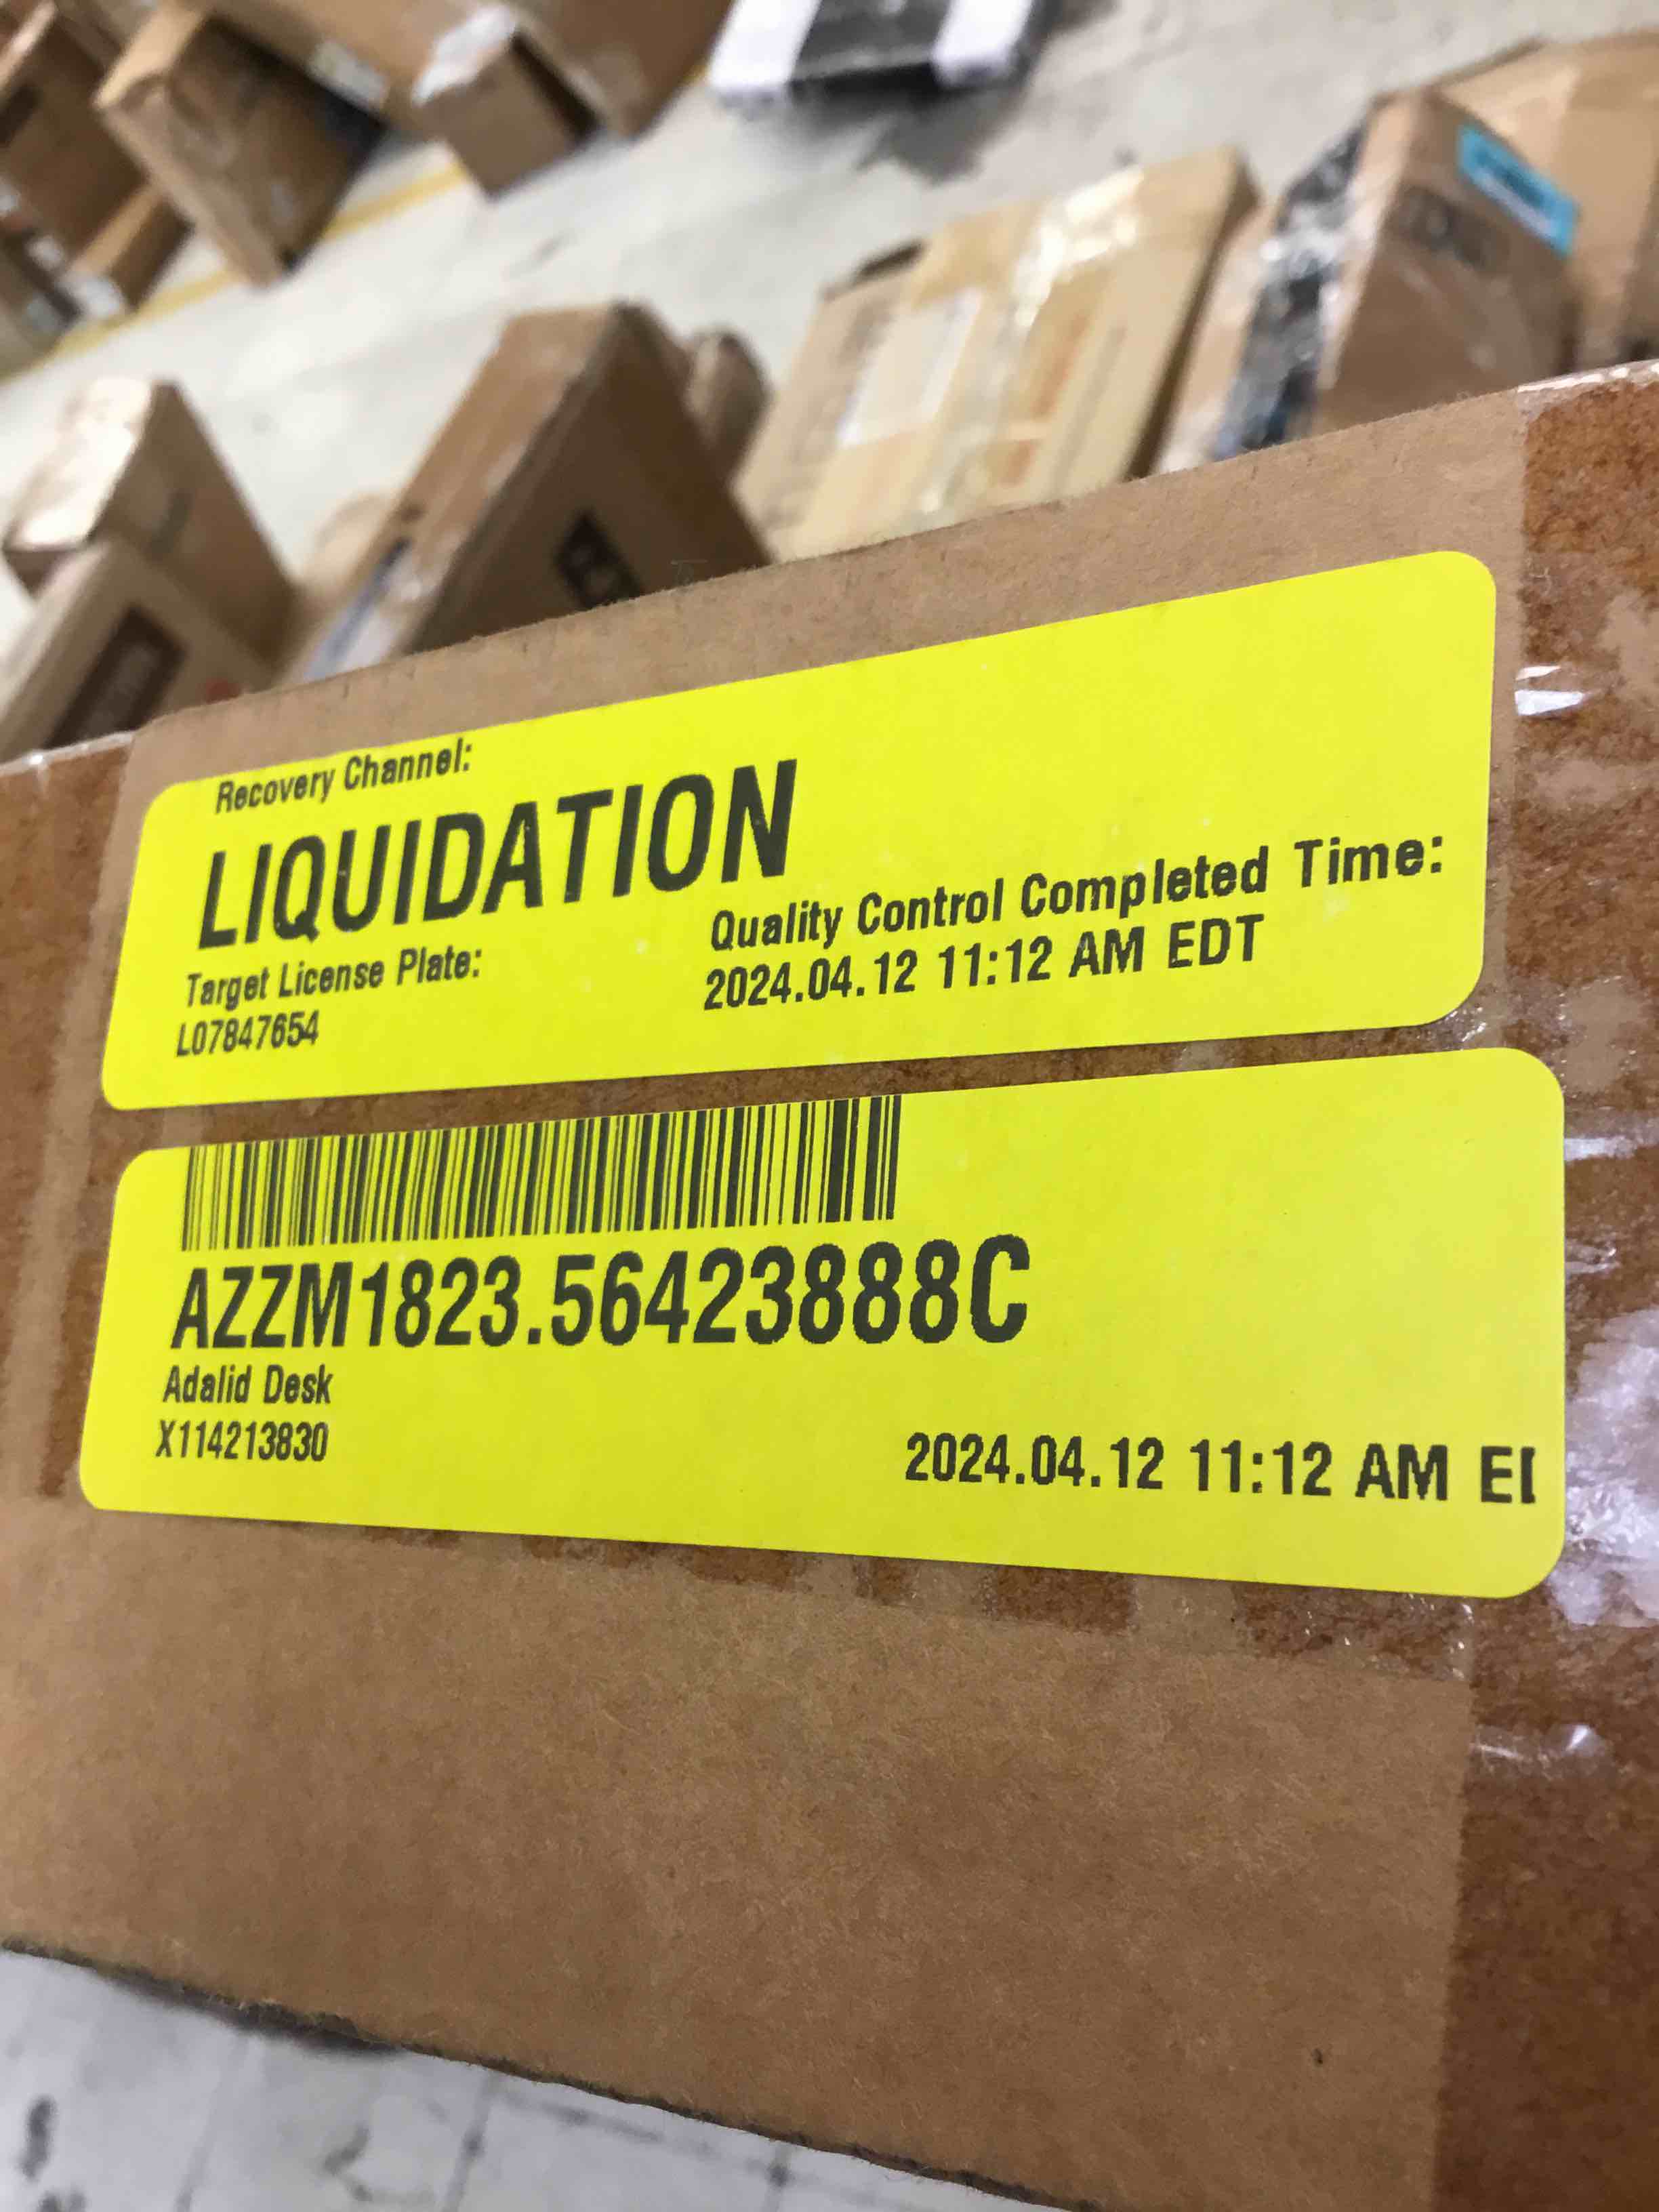 Recovery Channel:
LIQUIDATION
Target License Plate:
L07847654
Quality Control Completed Time:
2024.04.12 11:12 AM EDT
AZZM1823.56423888C
Adalid Desk
X114213830
2024.04.12 11:12 AM EI